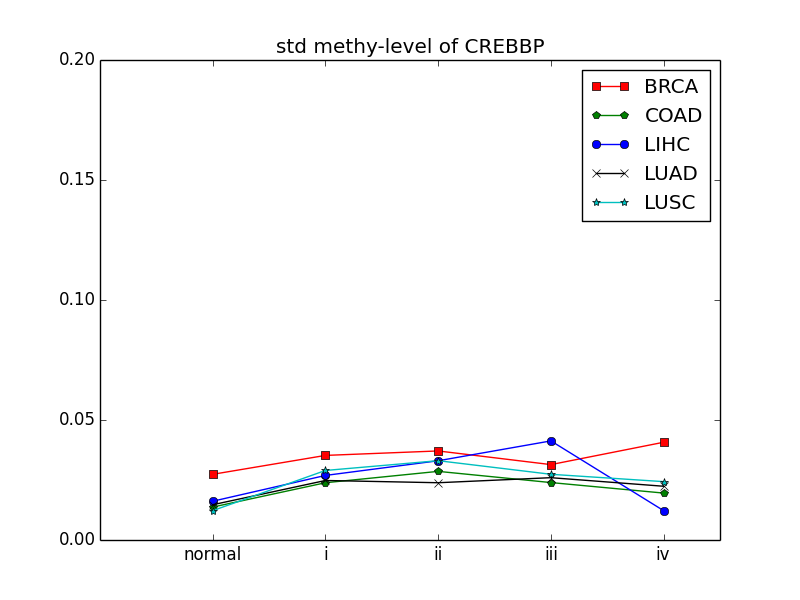 std methy-level of CREBBP
0.20
0.15
0.10
0.05
0.00
normal i ii iii iv
BRCA
COAD
LIHC
LUAD
LUSC